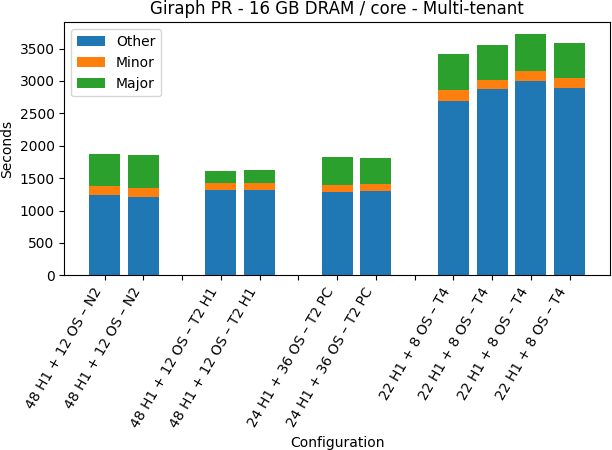 Giraph PR - 16 GB DRAM / core - Multi-tenant
Other
Minor
Major
Seconds
3500
3000
2500
2000
1500
1000
500
0
48 H1 + 12 OS – N2
48 H1 + 12 OS – N2
48 H1 + 12 OS – T2 H1
48 H1 + 12 OS – T2 H1
24 H1 + 36 OS – T2 PC
24 H1 + 36 OS – T2 PC
22 H1 + 8 OS – T4
22 H1 + 8 OS – T4
22 H1 + 8 OS – T4
22 H1 + 8 OS – T4
Configuration